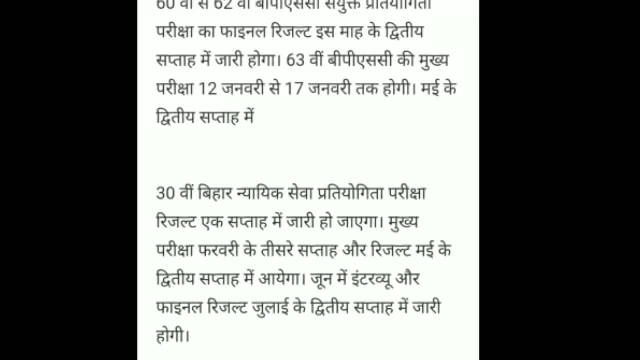 60 वीं से 62 वीं बीपीएससी संयुक्त प्रतियोगिता
परीक्षा का फाइनल रिजल्ट इस माह के द्वितीय
सप्ताह में जारी होगा। 63 वीं बीपीएससी की मुख्य
परीक्षा 12 जनवरी से 17 जनवरी तक होगी। मई के
द्वितीय सप्ताह में
30 वीं बिहार न्यायिक सेवा प्रतियोगिता परीक्षा
रिजल्ट एक सप्ताह में जारी हो जाएगा। मुख्य
परीक्षा फरवरी के तीसरे सप्ताह और रिजल्ट मई के
द्वितीय सप्ताह में आयेगा। जून में इंटरव्यू और
फाइनल रिजल्ट जुलाई के द्वितीय सप्ताह में जारी
होगी।